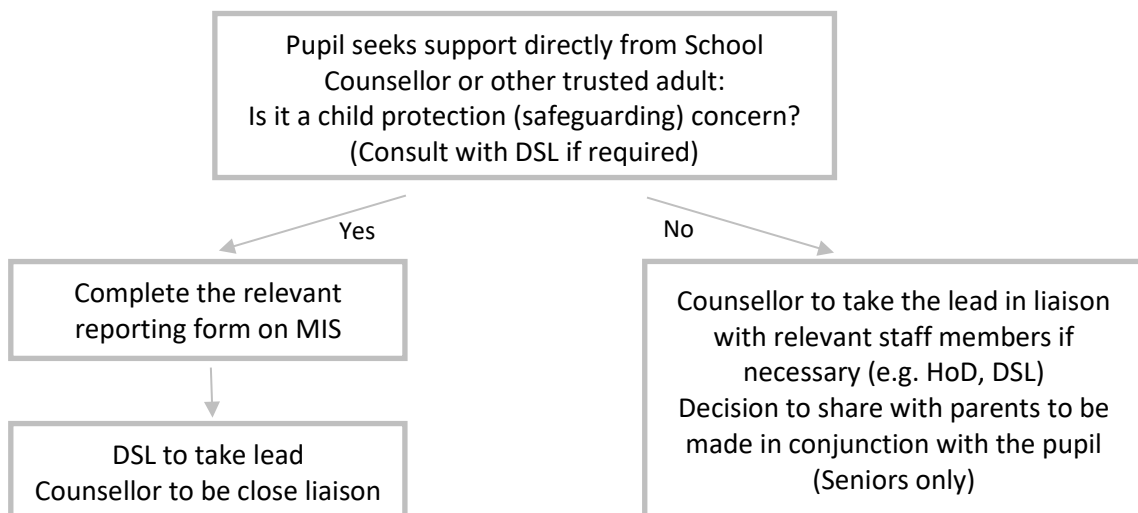 Pupil seeks support directly from School
Counsellor or other trusted adult:
Is it a child protection (safeguarding) concern?
(Consult with DSL if required)
Yes
No
Complete the relevant
reporting form on MIS
DSL to take lead
Counsellor to be close liaison
Counsellor to take the lead in liaison
with relevant staff members if
necessary (e.g. HoD, DSL)
Decision to share with parents to be
made in conjunction with the pupil
(Seniors only)